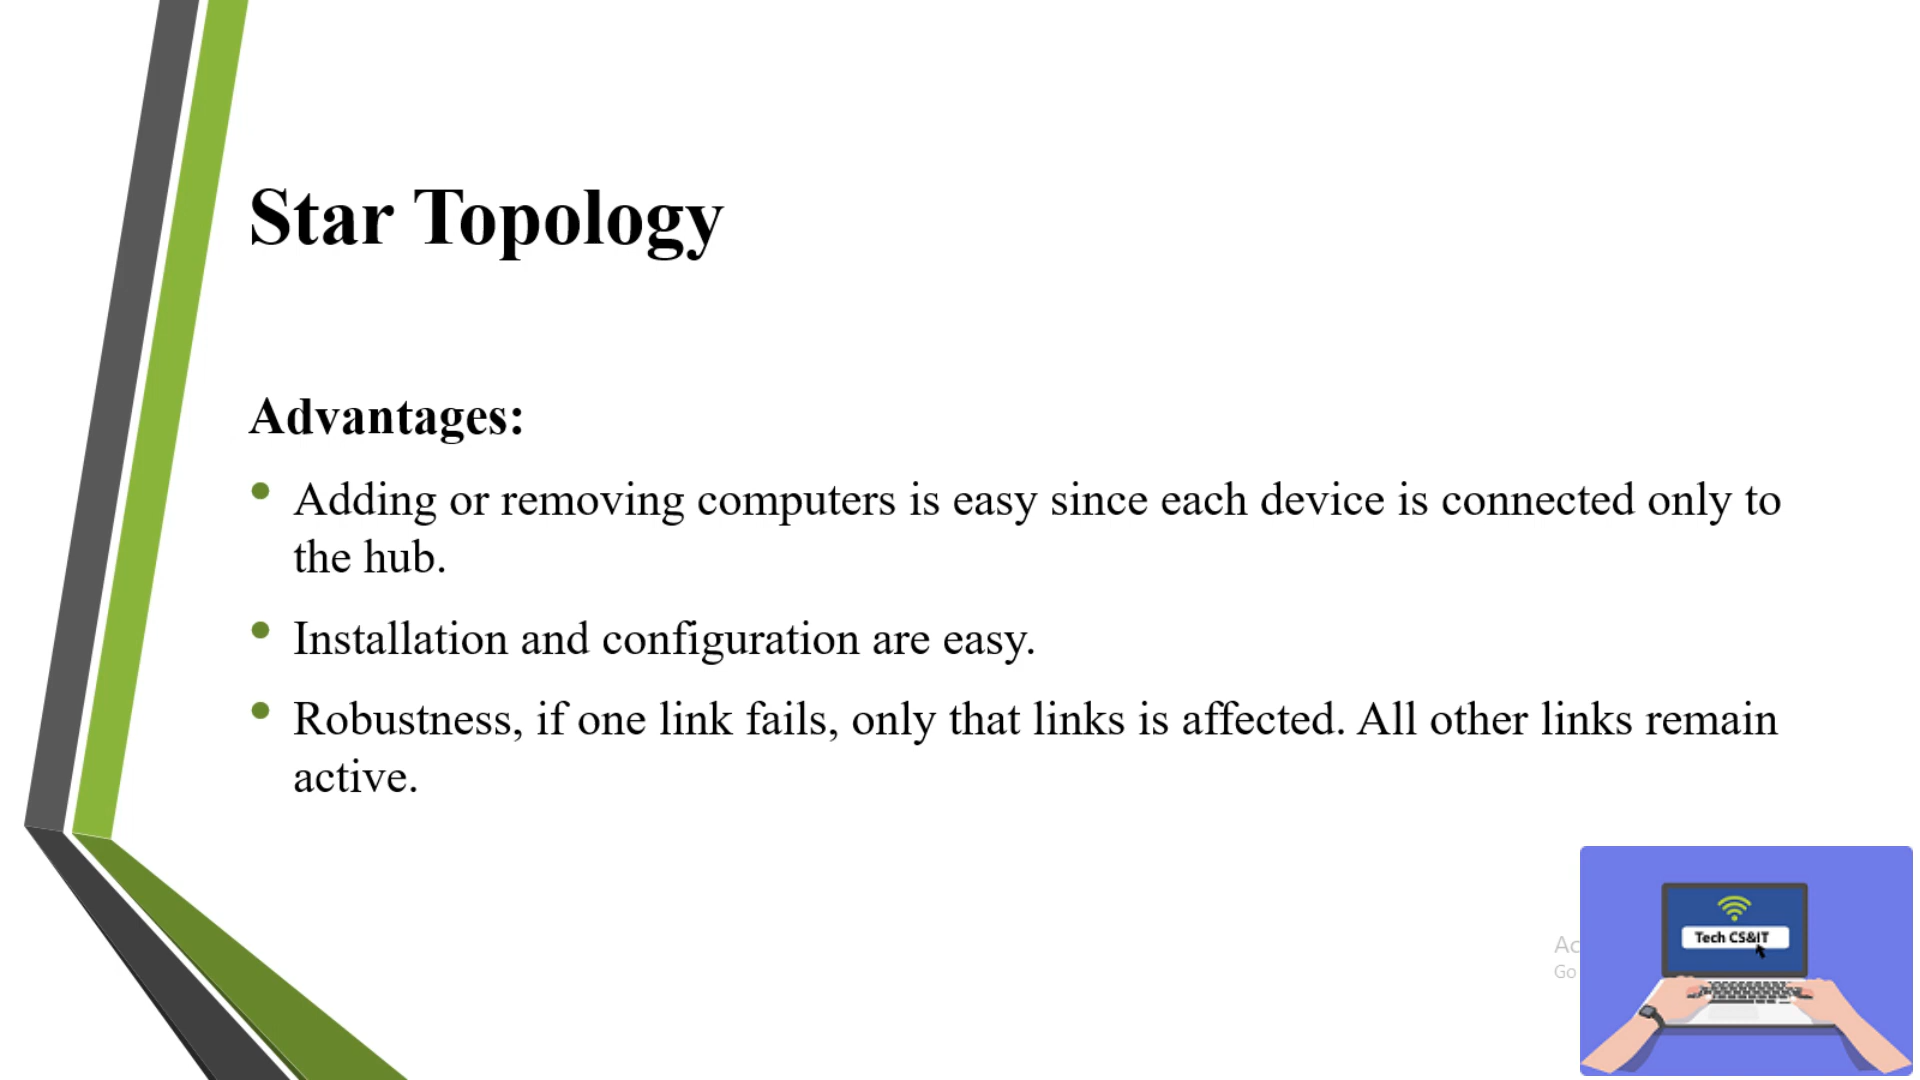 Star Topology
Advantages:
Adding or removing computers is easy since each device is connected only to
the hub.
Installation and configuration are easy.
Robustness, if one link fails, only that links is affected. All other links remain
active.
Ac
Go
Tech CS&IT